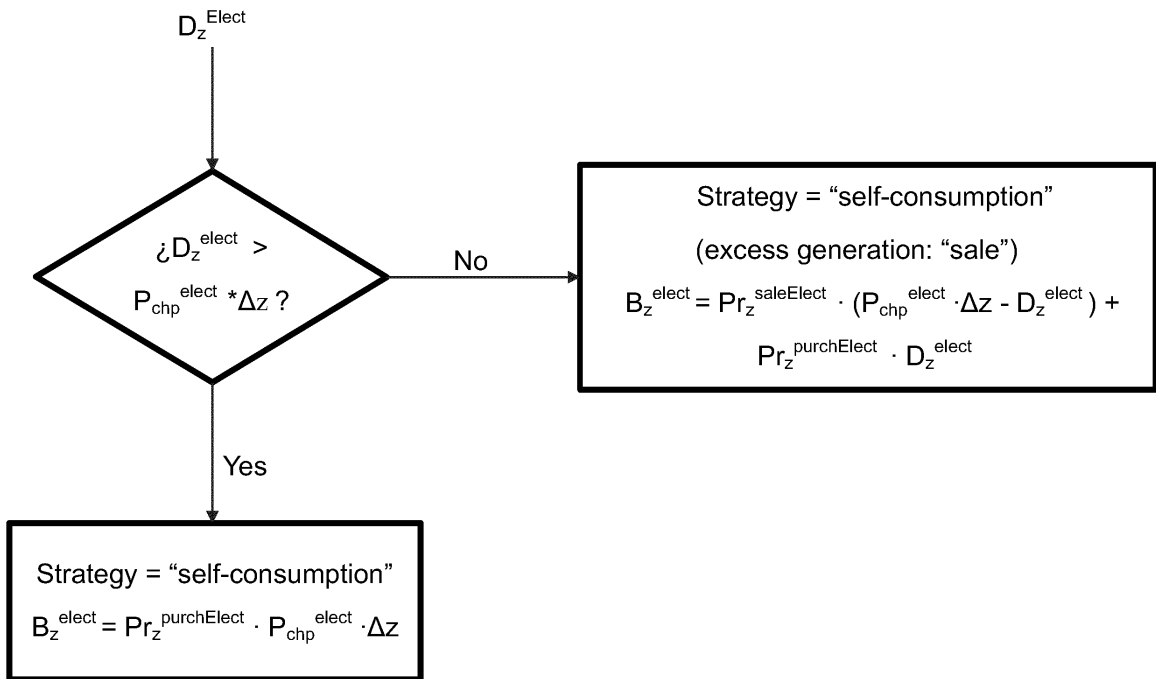 D_z^Elect
¿D_z^elect >
P_chp^elect *Δz ?
No
Strategy = “self-consumption”
(excess generation: “sale”)
B_z^elect = Pr_z^saleElect · (P_chp^elect ·Δz - D_z^elect) +
Pr_z^purchElect · D_z^elect
Yes
Strategy = “self-consumption”
B_z^elect = Pr_z^purchElect · P_chp^elect ·Δz